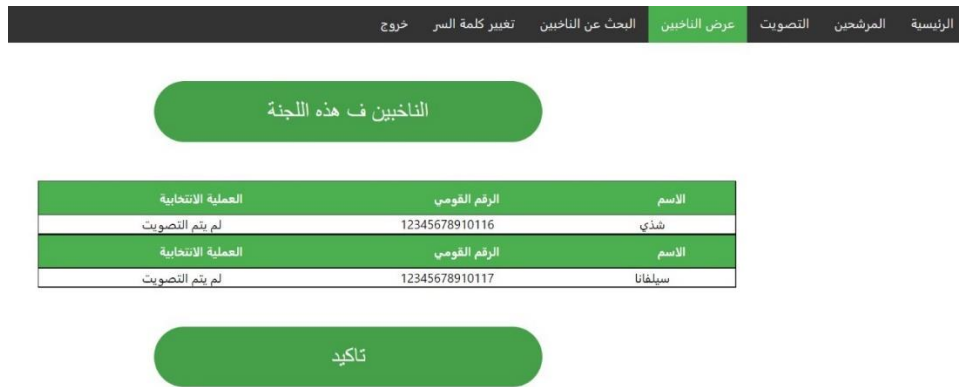 الرئيسية المرشحين التصويت عرض الناخبين البحث عن الناخبين تغيير كلمة السر خروج
الناخبين ف هذه اللجنة
الاسم الرقم القومي العملية الانتخابية
شذي 12345678910116 لم يتم التصويت
الاسم الرقم القومي العملية الانتخابية
سيلفانا 12345678910117 لم يتم التصويت
تاكيد